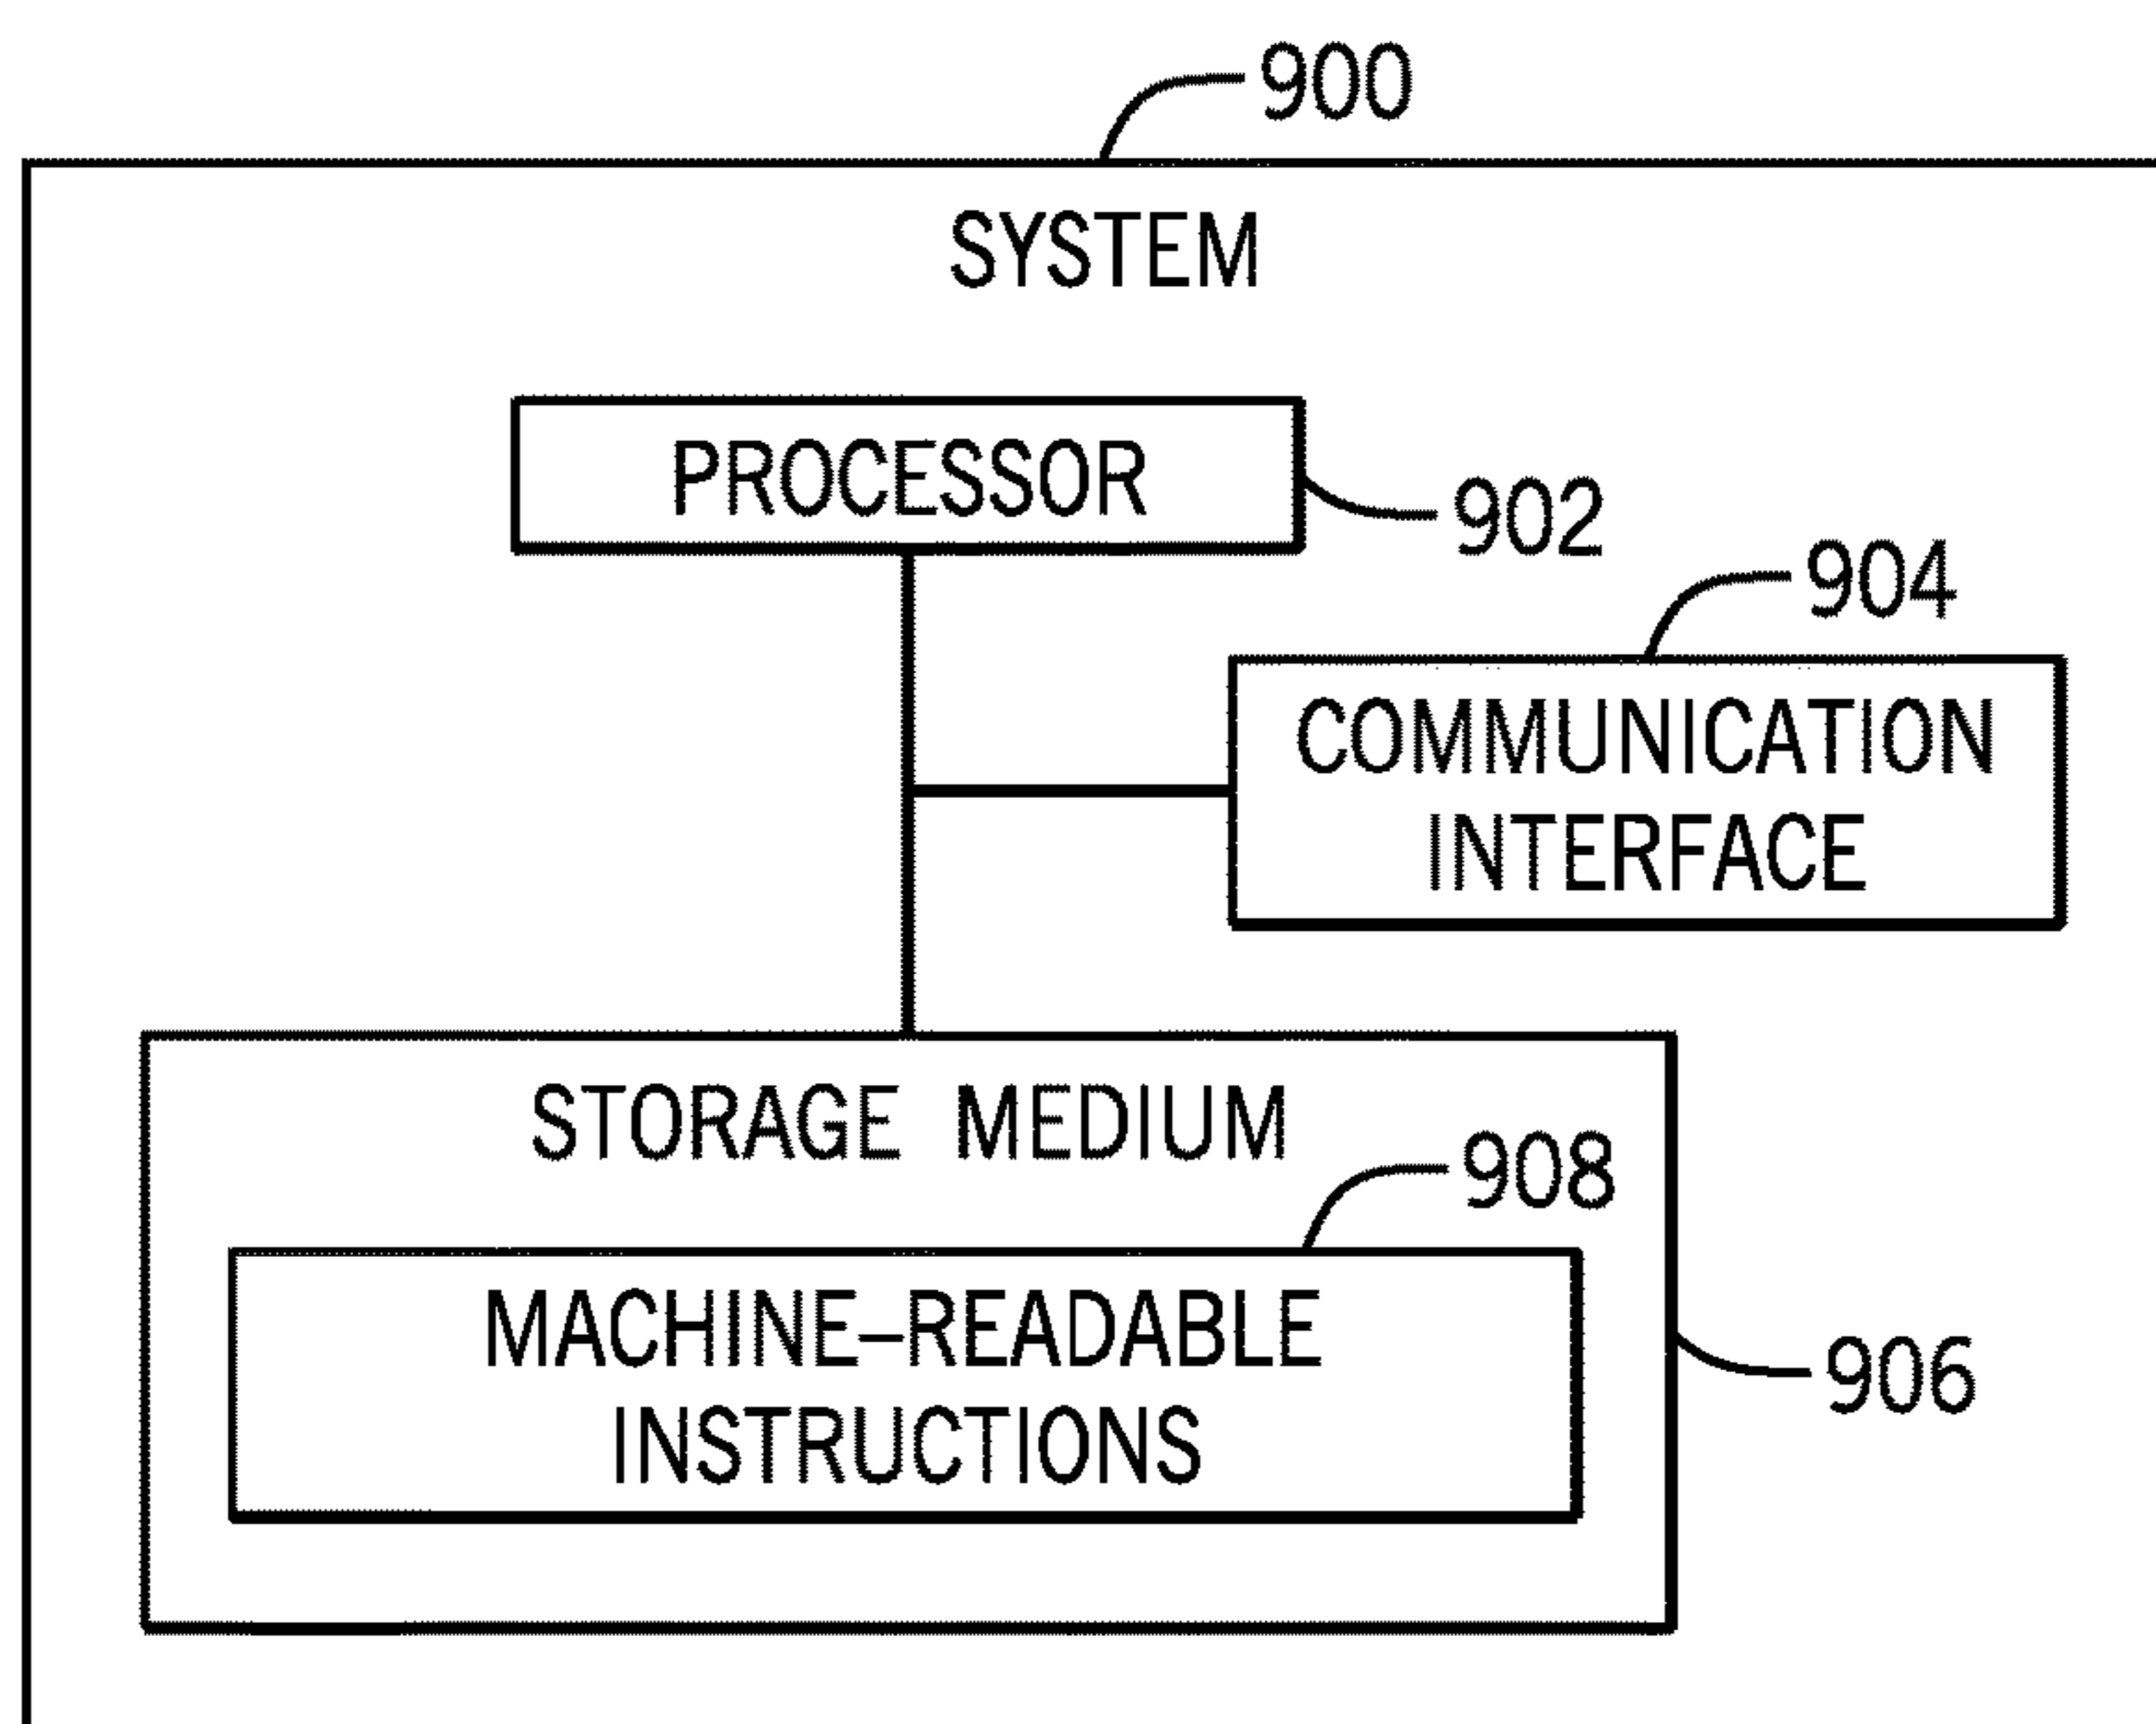 900
SYSTEM
PROCESSOR
902
904
COMMUNICATION
INTERFACE
STORAGE MEDIUM
908
MACHINE-READABLE
INSTRUCTIONS
906